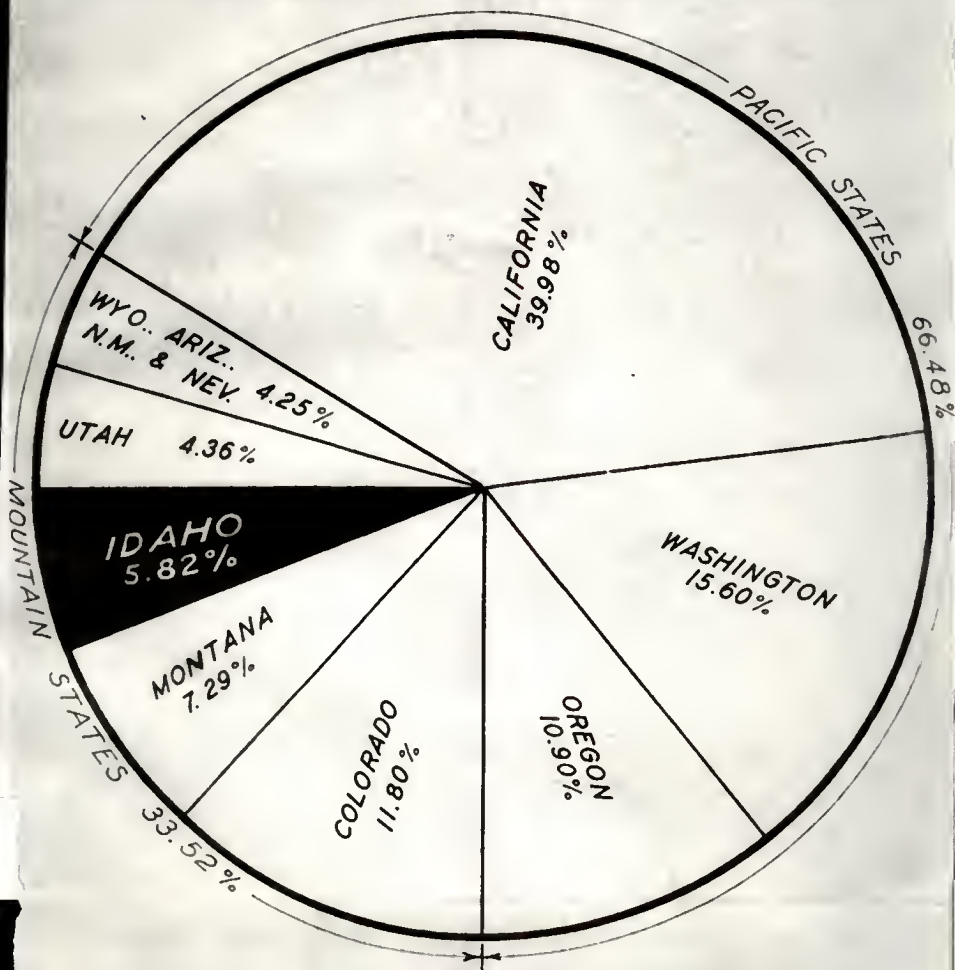 PACIFIC STATES 66.48%
CALIFORNIA
39.98%
WYO., ARIZ.,
N.M., & NEV. 4.25%
UTAH 4.36%
IDAHO
5.82%
MONTANA
7.29%
COLORADO
11.80%
OREGON
10.90%
WASHINGTON
15.60%
MOUNTAIN STATES 33.52%